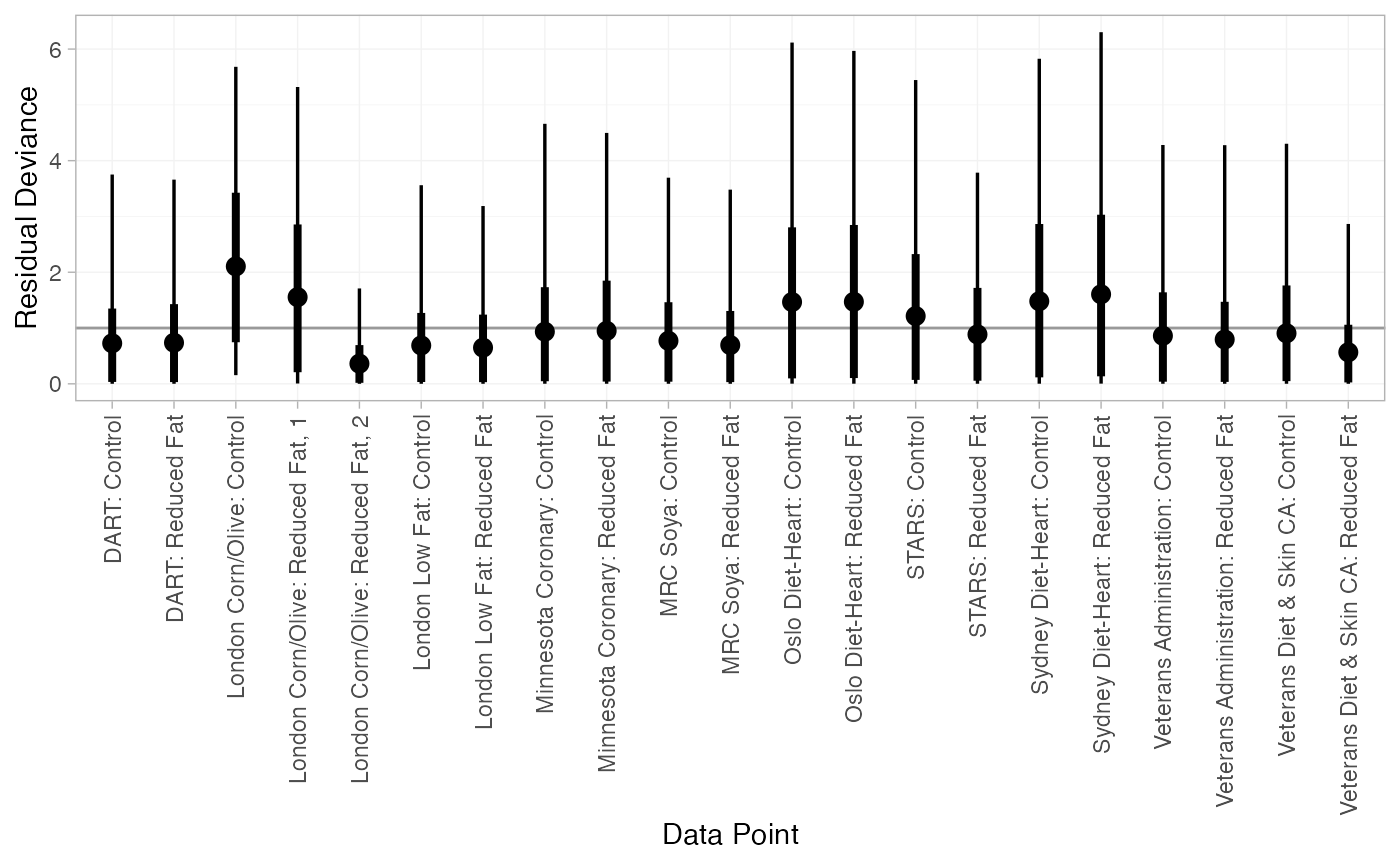 Residual Deviance
6
4
2
0
DART: Control
DART: Reduced Fat
London Corn/Olive: Control
London Corn/Olive: Reduced Fat, 1
London Corn/Olive: Reduced Fat, 2
London Low Fat: Control
London Low Fat: Reduced Fat
Minnesota Coronary: Control
Minnesota Coronary: Reduced Fat
MRC Soya: Control
MRC Soya: Reduced Fat
Oslo Diet-Heart: Control
Oslo Diet-Heart: Reduced Fat
STARS: Control
STARS: Reduced Fat
Sydney Diet-Heart: Control
Sydney Diet-Heart: Reduced Fat
Veterans Administration: Control
Veterans Administration: Reduced Fat
Veterans Diet & Skin CA: Control
Veterans Diet & Skin CA: Reduced Fat
Data Point